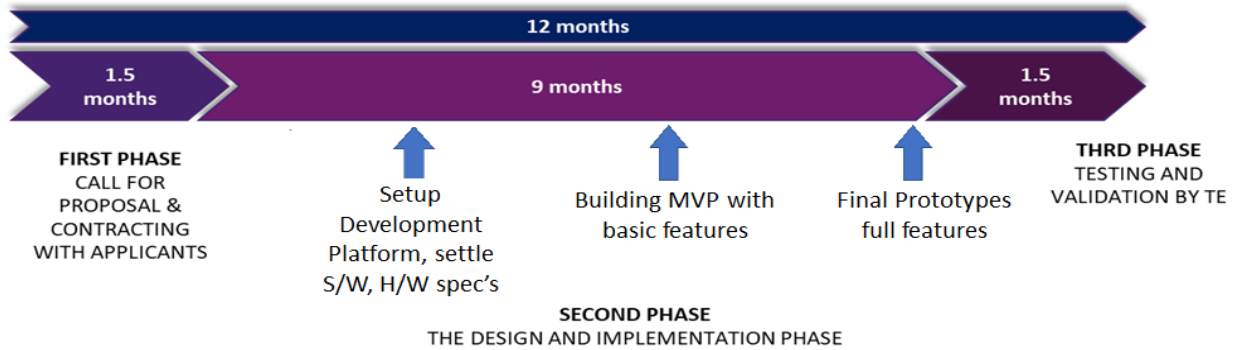 12 months
1.5
months
9 months
1.5
months
FIRST PHASE
CALL FOR
PROPOSAL &
CONTRACTING
WITH APPLICANTS
Setup
Development
Platform, settle
S/W, H/W spec's
Building MVP with
basic features
Final Prototypes
full features
THRD PHASE
TESTING AND
VALIDATION BY TE
SECOND PHASE
THE DESIGN AND IMPLEMENTATION PHASE